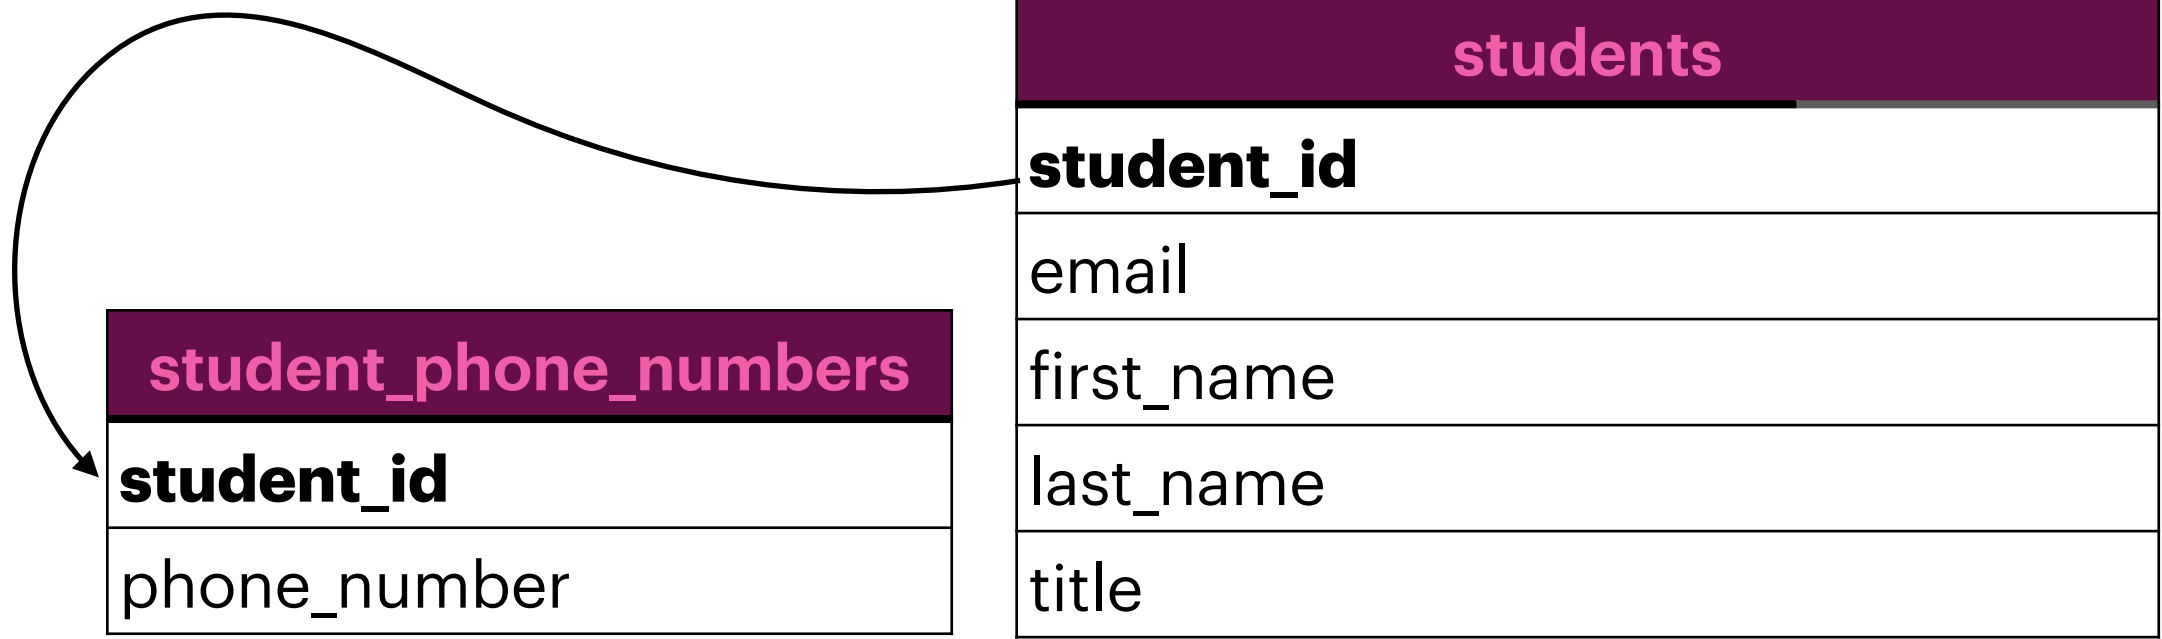 students
student_id
email
first_name
last_name
title
student_phone_numbers
student_id
phone_number